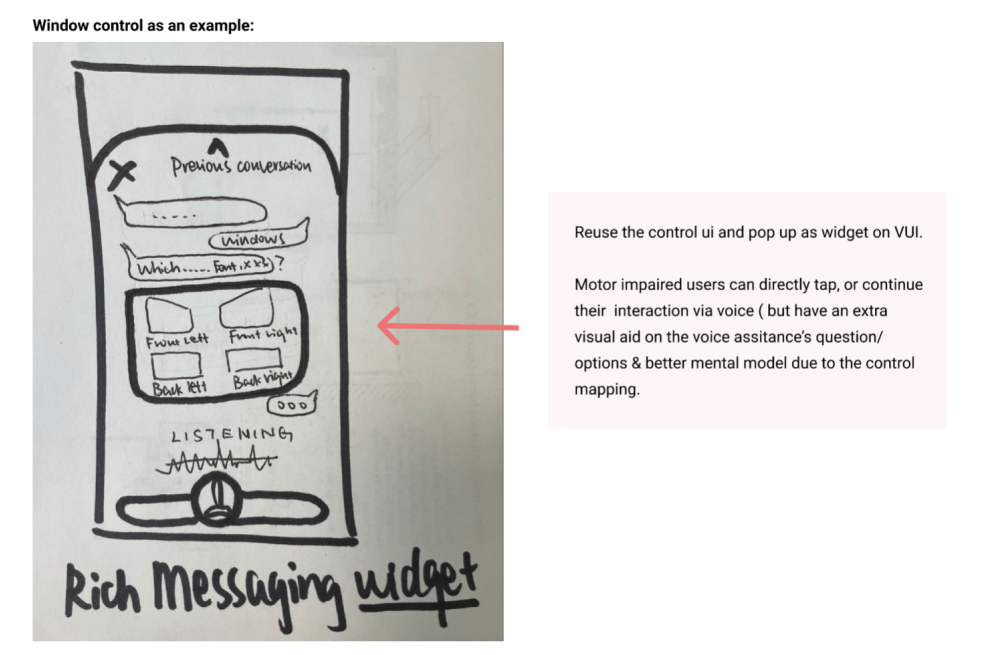 Window control as an example:
Previous conversation
.....
windows
Which..... Font, x x x ?
Front Left
Front right
Back left
Back right
ooo
LISTENING
Rich Messaging widget
Reuse the control ui and pop up as widget on VUI.
Motor impaired users can directly tap, or continue
their interaction via voice ( but have an extra
visual aid on the voice assitance's question/
options & better mental model due to the control
mapping.